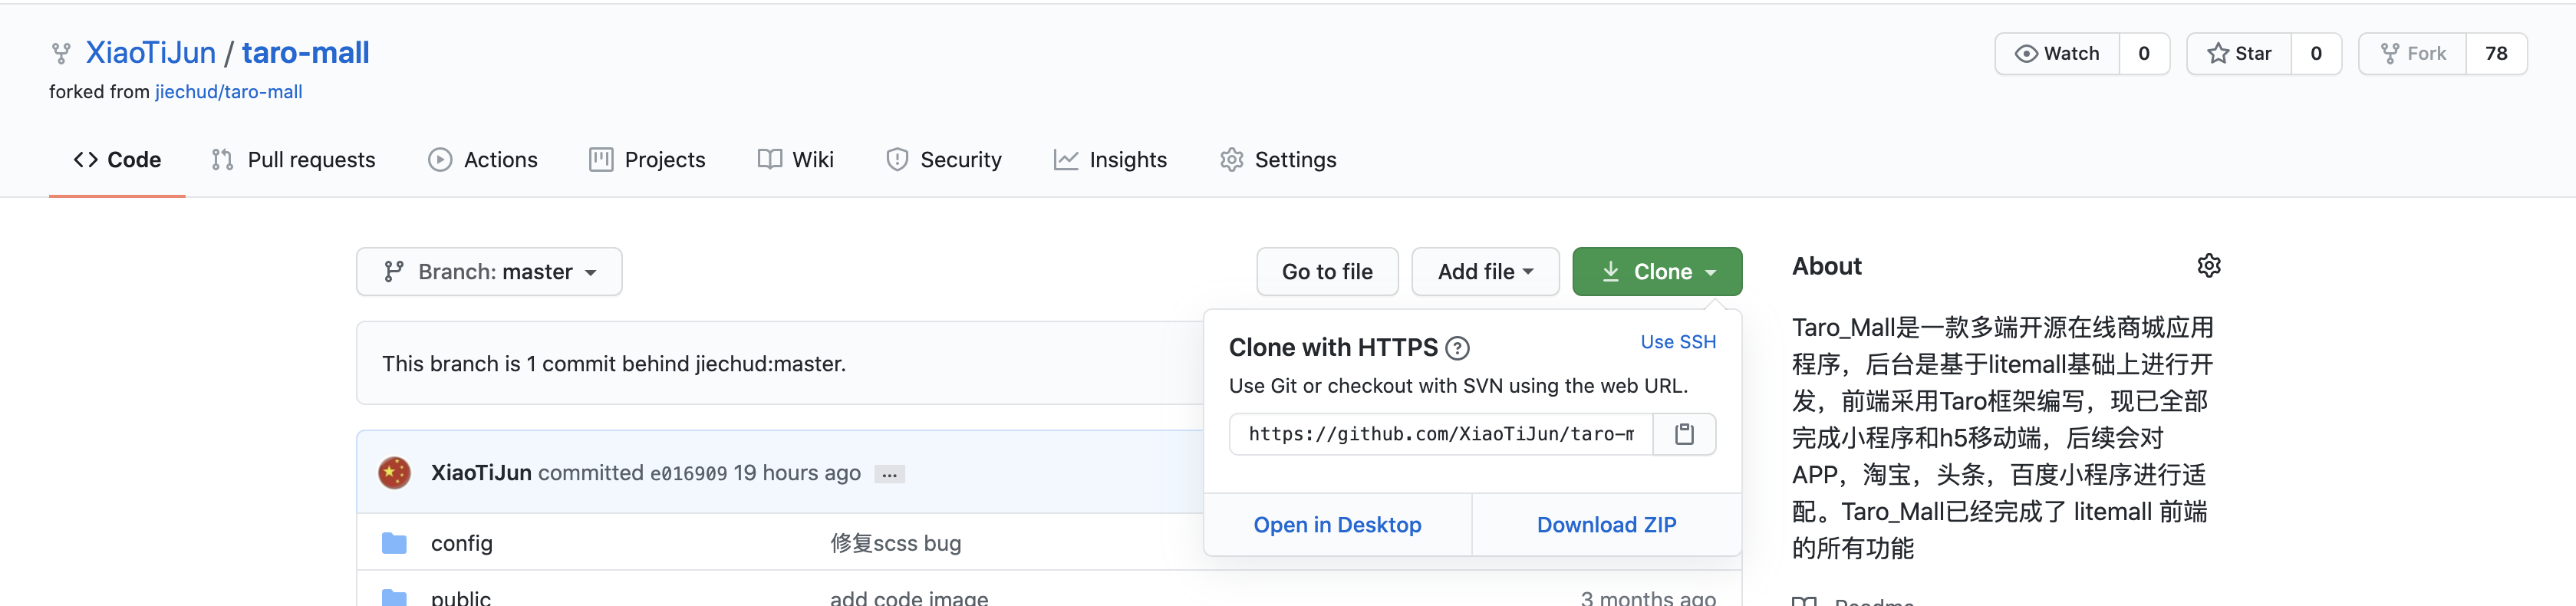 XiaoTiJun / taro-mall
Watch 0 Star 0 Fork 78
forked from jiechud/taro-mall
Code Pull requests Actions Projects Wiki Security Insights Settings
Branch: master
Go to file Add file Clone
This branch is 1 commit behind jiechud:master.
XiaoTiJun committed e016909 19 hours ago ...
config 修复scss bug
public add code image 3 months ago
Clone with HTTPS ?
Use SSH
Use Git or checkout with SVN using the web URL.
https://github.com/XiaoTiJun/taro-m
Open in Desktop Download ZIP
About
Taro_Mall是一款多端开源在线商城应用
程序，后台是基于litemall基础上进行开
发，前端采用Taro框架编写，现已全部
完成小程序和h5移动端，后续会对
APP，淘宝，头条，百度小程序进行适
配。Taro_Mall已经完成了 litemall 前端
的所有功能
Readme